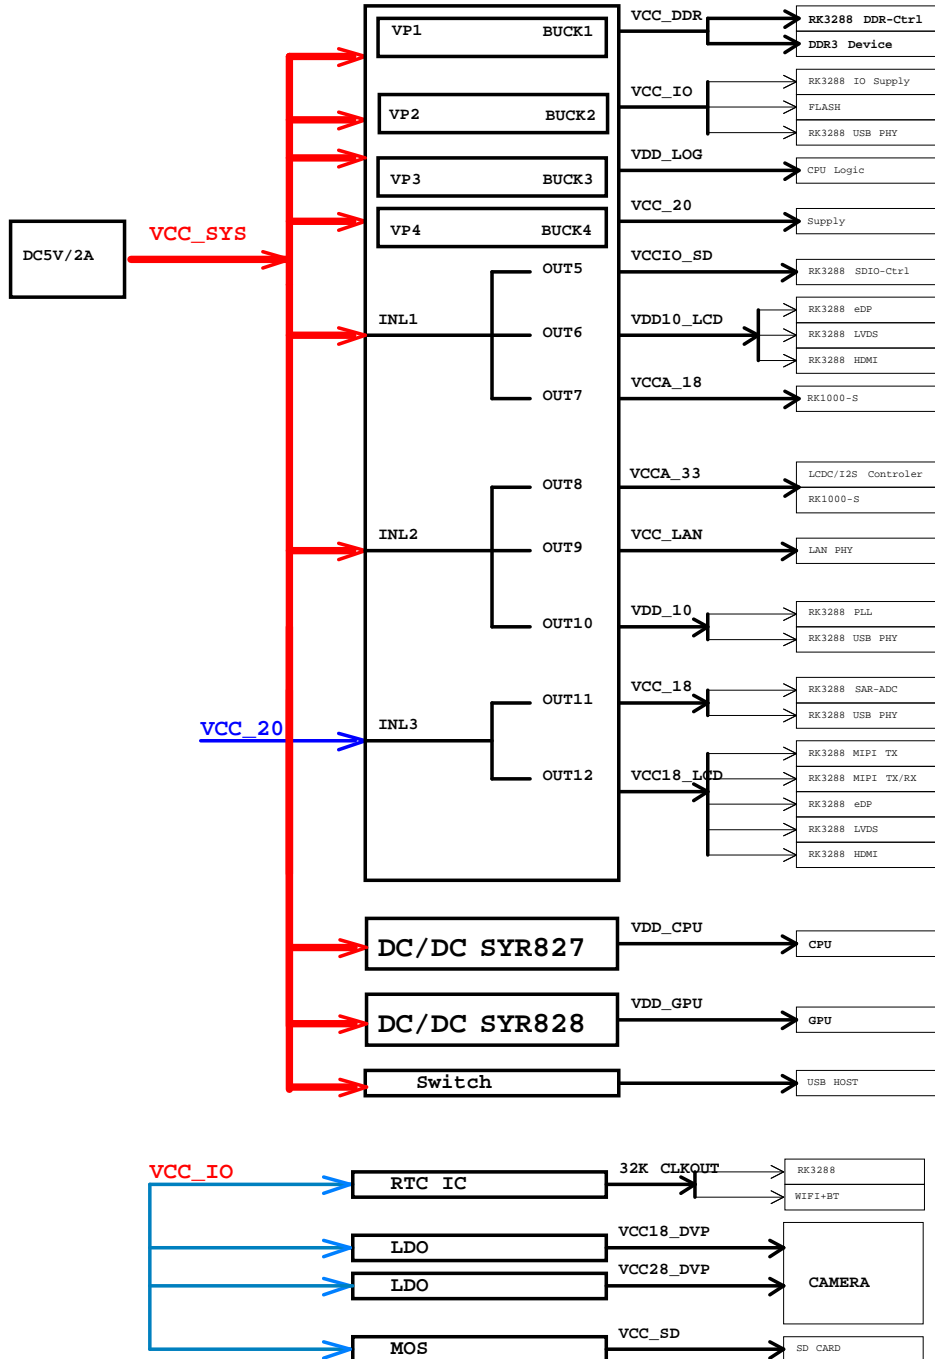 VCC_DDR
VP1 BUCK1
RK3288 DDR-Ctrl
DDR3 Device
VCC_IO
VP2 BUCK2
RK3288 IO Supply
FLASH
RK3288 USB PHY
VDD_LOG
VP3 BUCK3
CPU Logic
VCC_20
VP4 BUCK4
Supply
DC5V/2A
VCC_SYS
OUT5
VCCIO_SD
RK3288 SDIO-Ctrl
INL1
OUT6
VDD10_LCD
RK3288 eDP
RK3288 LVDS
RK3288 HDMI
OUT7
VCCA_18
RK1000-S
OUT8
VCCA_33
LCDC/I2S Controler
RK1000-S
INL2
OUT9
VCC_LAN
LAN PHY
OUT10
VDD_10
RK3288 PLL
RK3288 USB PHY
OUT11
VCC_18
RK3288 SAR-ADC
RK3288 USB PHY
VCC_20
INL3
OUT12
VCC18_LCD
RK3288 MIPI TX
RK3288 MIPI TX/RX
RK3288 eDP
RK3288 LVDS
RK3288 HDMI
DC/DC SYR827
VDD_CPU
CPU
DC/DC SYR828
VDD_GPU
GPU
Switch
USB HOST
VCC_IO
RTC IC
32K CLKOUT
RK3288
WIFI+BT
LDO
VCC18_DVP
LDO
VCC28_DVP
CAMERA
MOS
VCC_SD
SD CARD